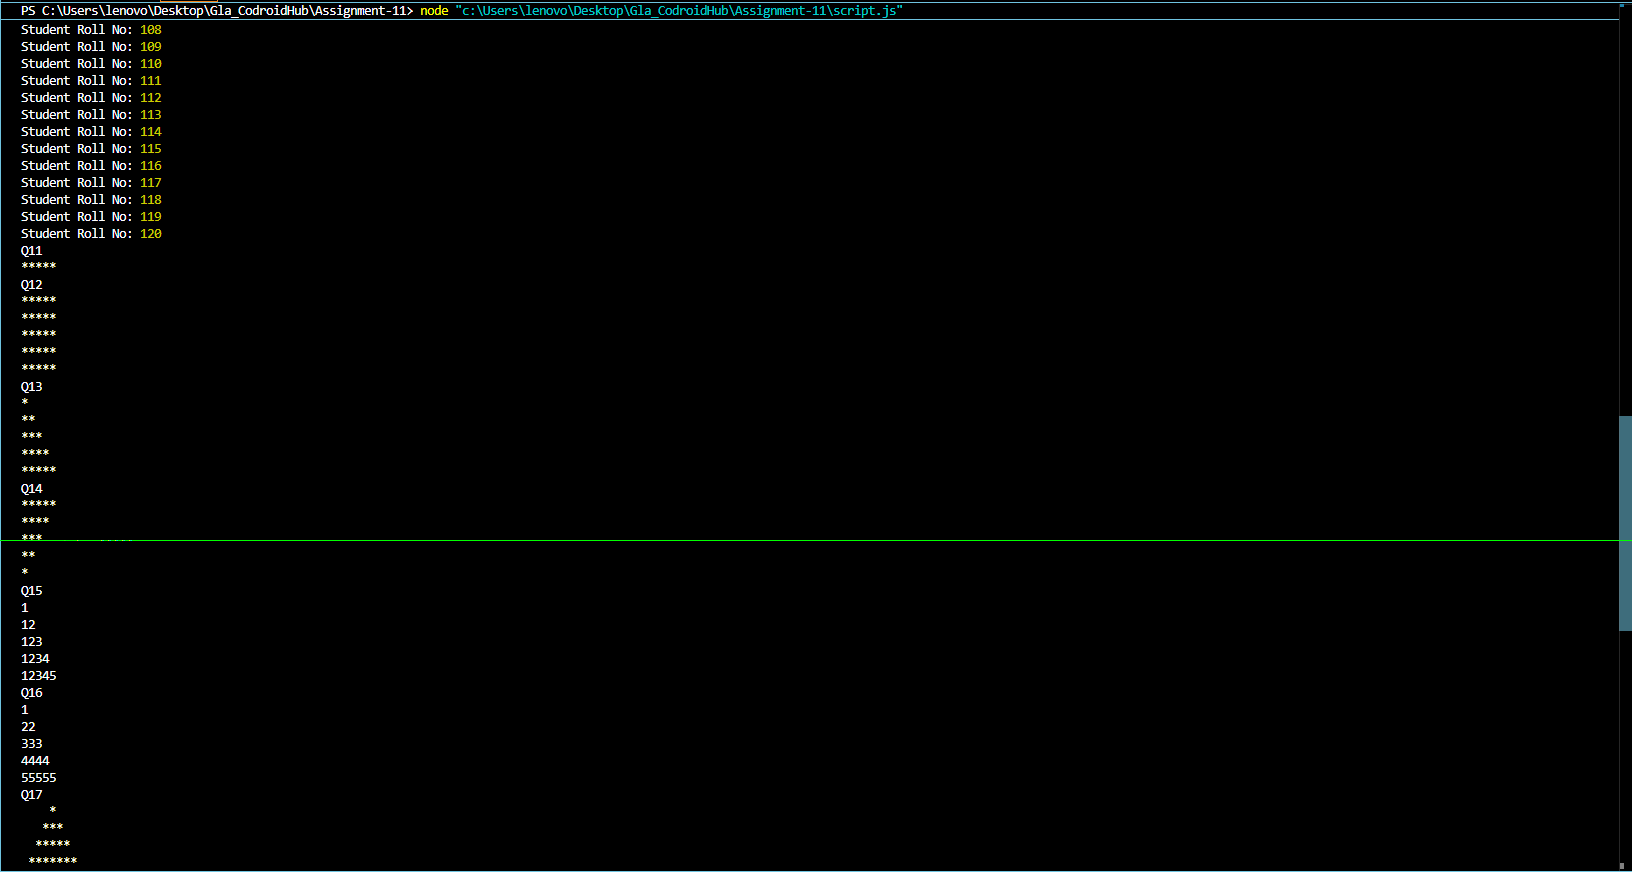 PS C:\Users\lenovo\Desktop\Gla_CodroidHub\Assignment-11> node "c:\Users\lenovo\Desktop\Gla_CodroidHub\Assignment-11\script.js"
Student Roll No: 108
Student Roll No: 109
Student Roll No: 110
Student Roll No: 111
Student Roll No: 112
Student Roll No: 113
Student Roll No: 114
Student Roll No: 115
Student Roll No: 116
Student Roll No: 117
Student Roll No: 118
Student Roll No: 119
Student Roll No: 120
Q11
*****
Q12
*****
*****
*****
*****
*****
Q13
*
**
***
****
*****
Q14
*****
****
***
**
*
Q15
1
12
123
1234
12345
Q16
1
22
333
4444
55555
Q17
    *
   ***
  *****
 *******